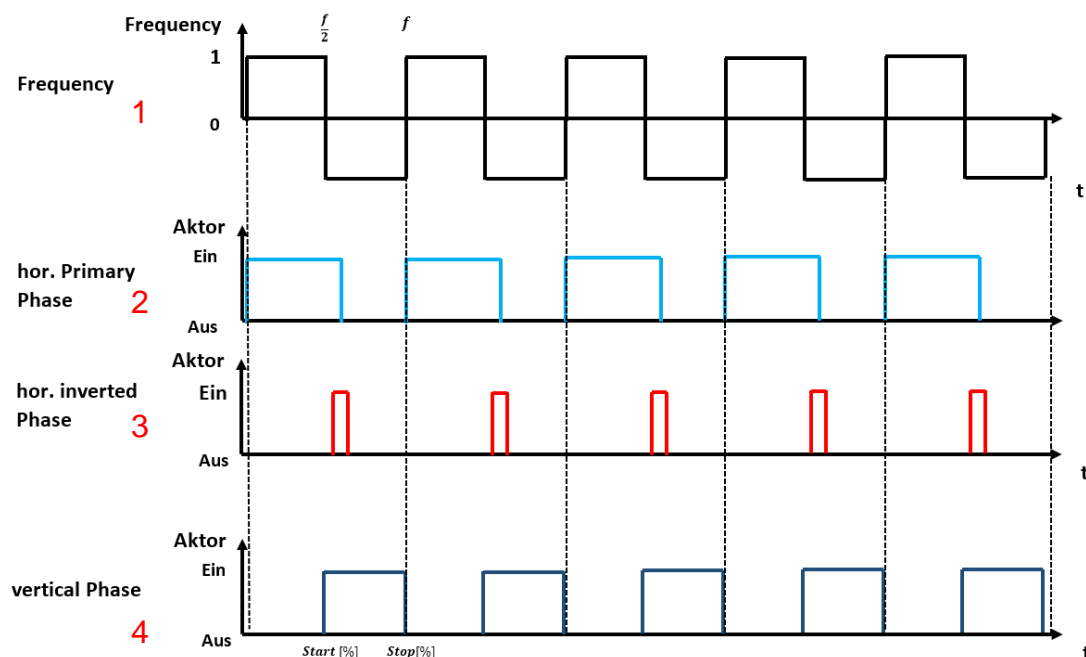 Frequency
f/2
f
1
Frequency
1
0
t
Aktor
Ein
hor. Primary
Phase
2
Aus
Aktor
hor. inverted
Ein
Phase
3
Aus
t
Aktor
Ein
vertical Phase
4
Aus
Start [%]
Stop[%]
t